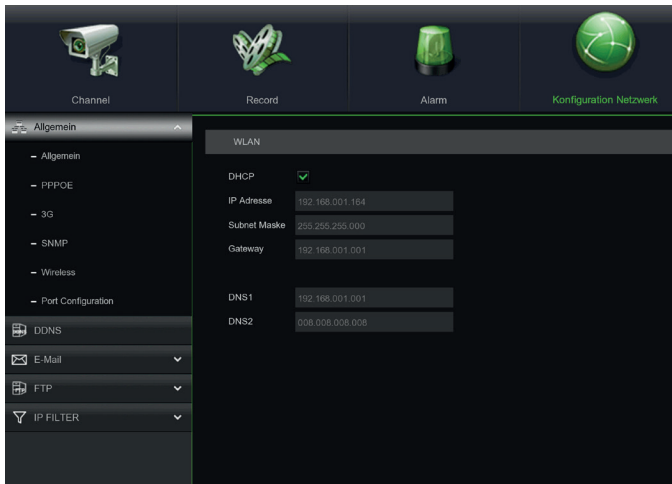 Channel
Record
Alarm
Konfiguration Netzwerk
Allgemein
– Allgemein
– PPPOE
– 3G
– SNMP
– Wireless
– Port Configuration
DDNS
E-Mail
FTP
IP FILTER
WLAN
DHCP
IP Adresse 192.168.001.164
Subnet Maske 255.255.255.000
Gateway 192.168.001.001
DNS1 192.168.001.001
DNS2 008.008.008.008